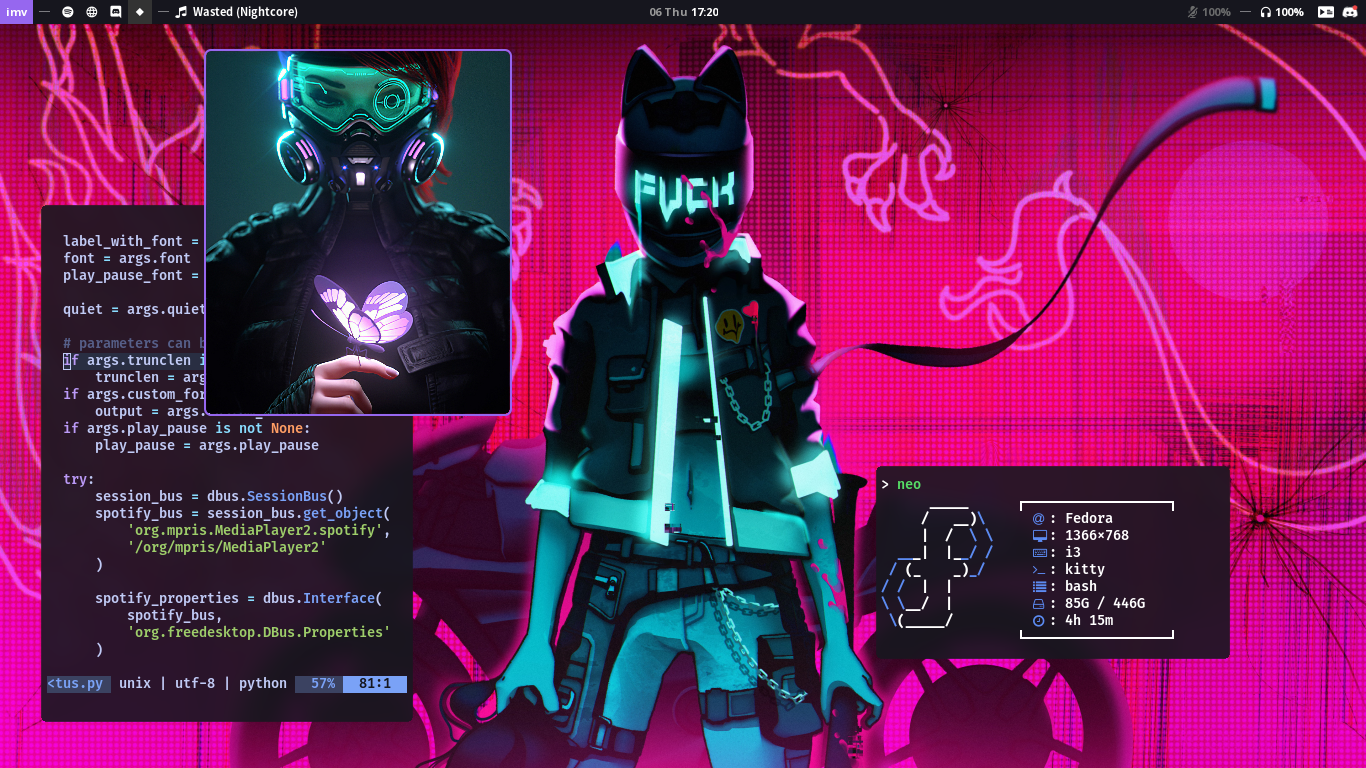 imv — — Wasted (Nightcore) 06 Thu 17:20 100% — 100%
FVCK
label_with_font =
font = args.font
play_pause_font =
quiet = args.quiet
# parameters can b
if args.trunclen i
trunclen = arg
if args.custom_for
output = args.
if args.play_pause is not None:
play_pause = args.play_pause
try:
session_bus = dbus.SessionBus()
spotify_bus = session_bus.get_object(
'org.mpris.MediaPlayer2.spotify',
'/org/mpris/MediaPlayer2'
)
spotify_properties = dbus.Interface(
spotify_bus,
'org.freedesktop.DBus.Properties'
)
<tus.py unix | utf-8 | python 57% 81:1
> neo
@ : Fedora
: 1366×768
: i3
: kitty
: bash
: 85G / 446G
: 4h 15m